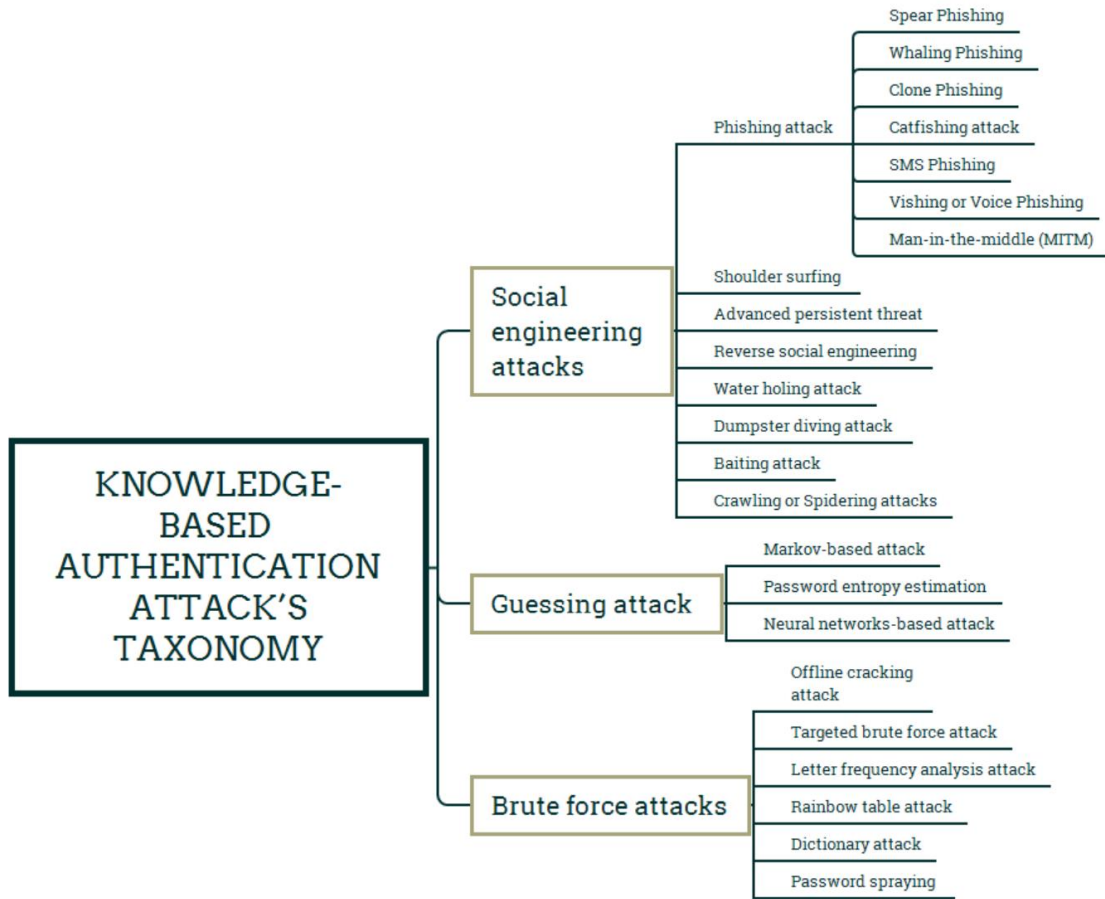 Spear Phishing
Whaling Phishing
Clone Phishing
Phishing attack
Catfishing attack
SMS Phishing
Vishing or Voice Phishing
Man-in-the-middle (MITM)
Social
engineering
attacks
Shoulder surfing
Advanced persistent threat
Reverse social engineering
Water holing attack
Dumpster diving attack
Baiting attack
Crawling or Spidering attacks
KNOWLEDGE-
BASED
AUTHENTICATION
ATTACK’S
TAXONOMY
Guessing attack
Markov-based attack
Password entropy estimation
Neural networks-based attack
Brute force attacks
Offline cracking
attack
Targeted brute force attack
Letter frequency analysis attack
Rainbow table attack
Dictionary attack
Password spraying